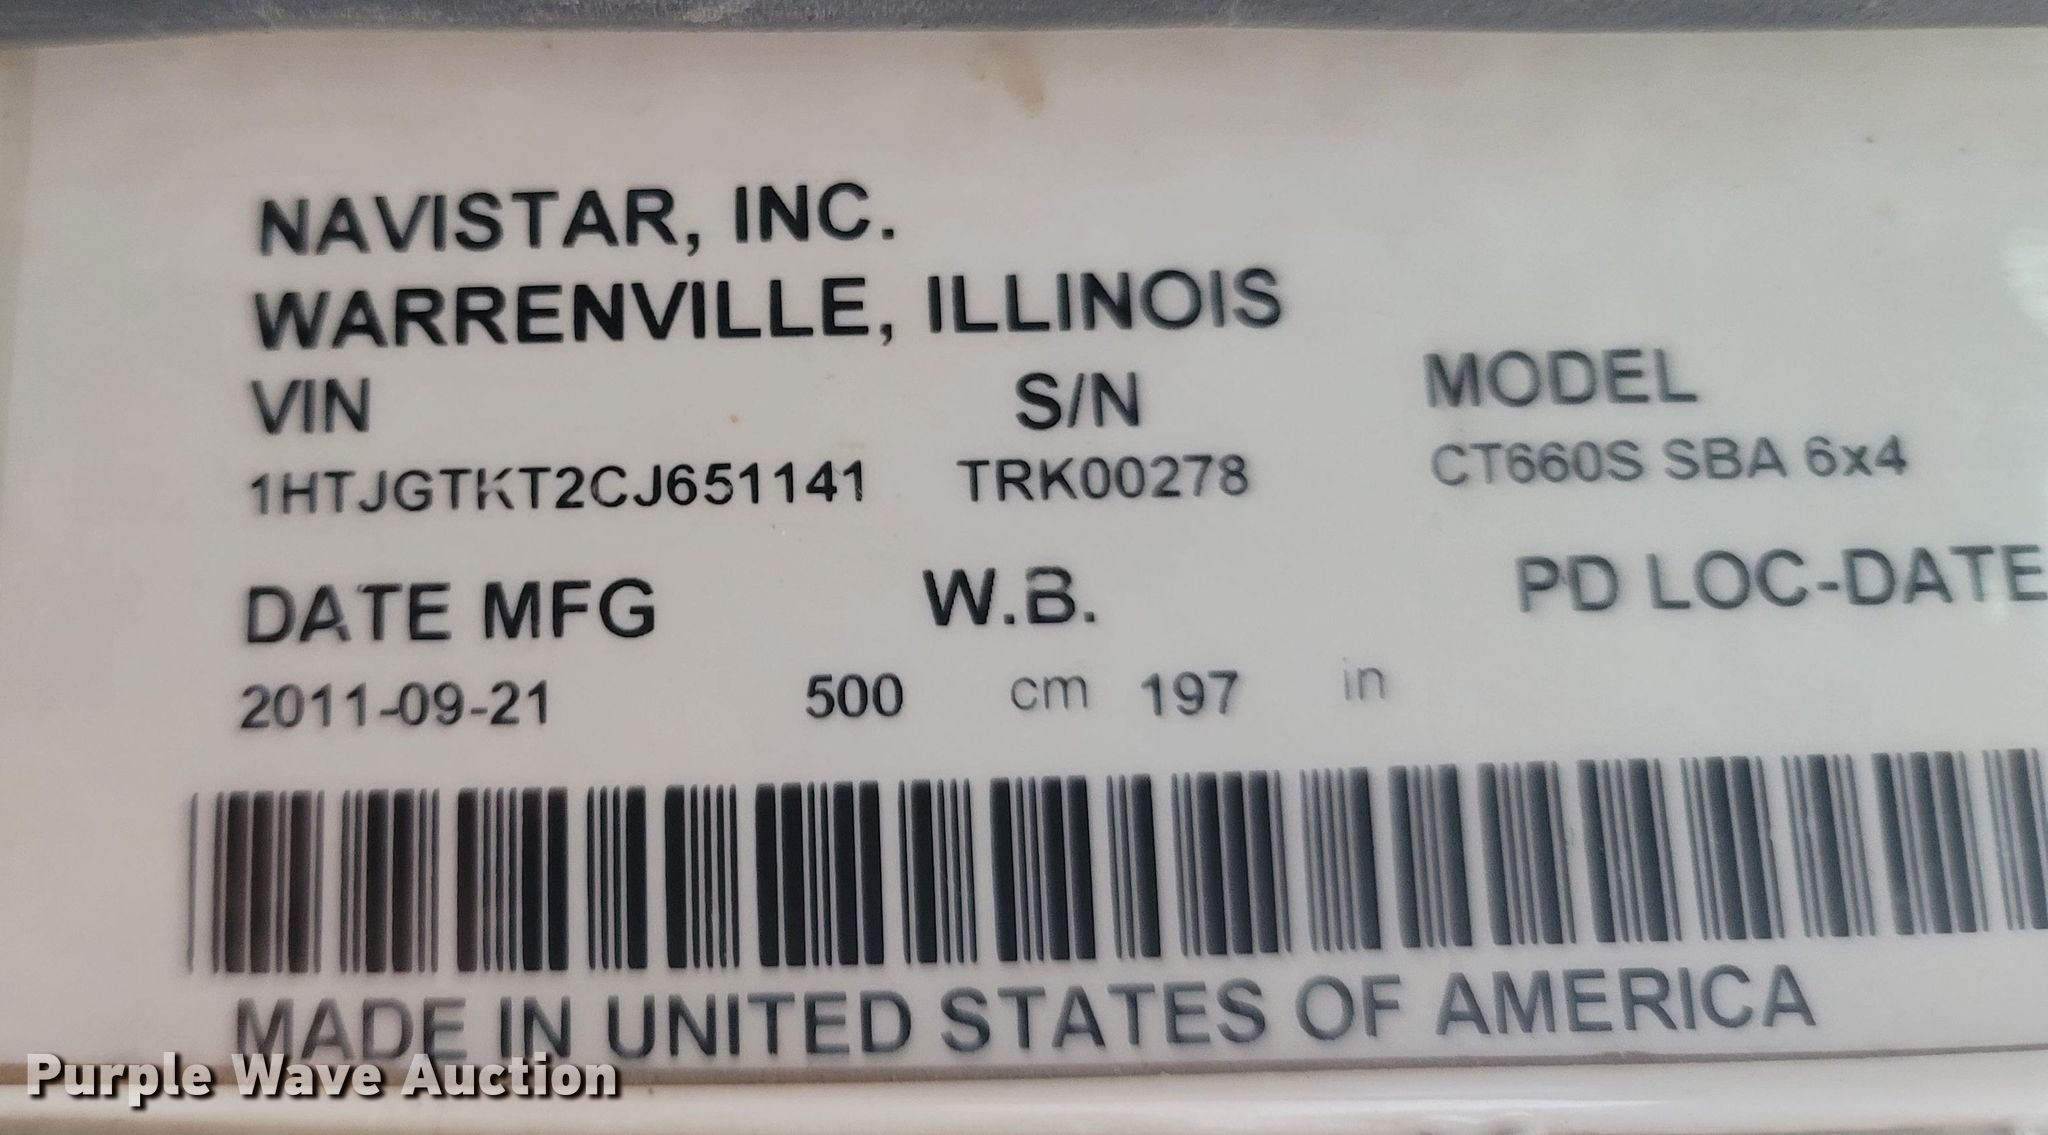 NAVISTAR, INC.
WARRENVILLE, ILLINOIS
VIN S/N MODEL
1HTJGTKT2CJ651141 TRK00278 CT660S SBA 6x4
DATE MFG W.B. PD LOC-DATE
2011-09-21 500 cm 197 in
MADE IN UNITED STATES OF AMERICA
Purple Wave Auction